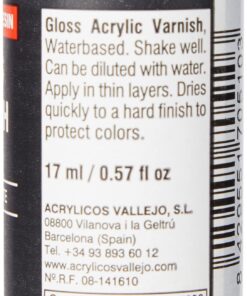 Gloss Acrylic Varnish,
Waterbased. Shake well.
Can be diluted with water.
Apply in thin layers. Dries
quickly to a hard finish to
protect colors.
17 ml / 0.57 fl oz
ACRYLICOS VALLEJO, S.L.
08800 Vilanova i la Geltrú
Barcelona (Spain)
Tel. +34 93 893 60 12
www.acrylicosvallejo.com
Nº.R.F. 08-141610